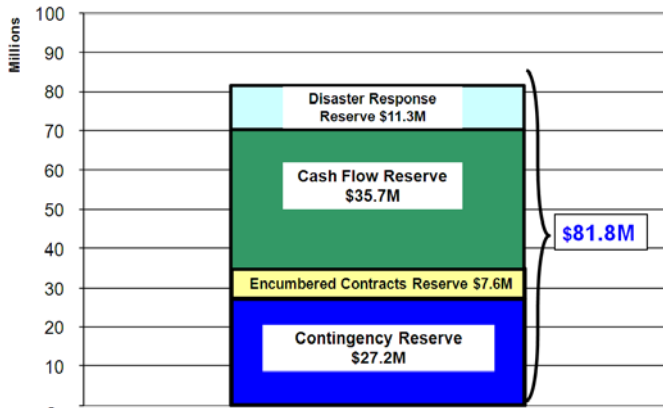 Millions
100
90
80
70
60
50
40
30
20
10
Disaster Response
Reserve $11.3M
Cash Flow Reserve
$35.7M
Encumbered Contracts Reserve $7.6M
Contingency Reserve
$27.2M
$81.8M